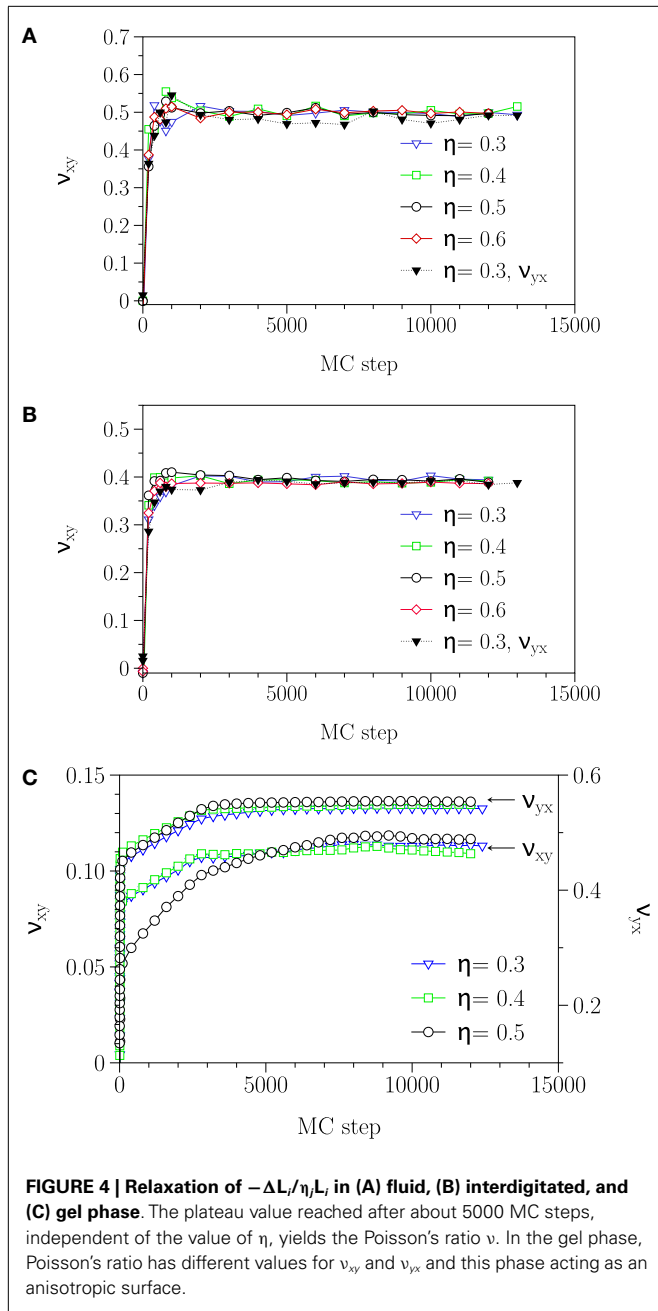 A
0.7
0.6
0.5
0.4
0.3
0.2
0.1
0
ν_xy
η= 0.3
η= 0.4
η= 0.5
η= 0.6
η= 0.3, ν_yx
0 5000 10000 15000
MC step
B
0.5
0.4
0.3
0.2
0.1
0
ν_xy
η= 0.3
η= 0.4
η= 0.5
η= 0.6
η= 0.3, ν_yx
0 5000 10000 15000
MC step
C
0.15
0.10
0.05
0
ν_xy
0.6
0.4
0.2
ν_yx
← ν_yx
← ν_xy
η= 0.3
η= 0.4
η= 0.5
0 5000 10000 15000
MC step
FIGURE 4 | Relaxation of −ΔL_i/η_jL_i in (A) fluid, (B) interdigitated, and
(C) gel phase. The plateau value reached after about 5000 MC steps,
independent of the value of η, yields the Poisson's ratio ν. In the gel phase,
Poisson's ratio has different values for ν_xy and ν_yx and this phase acting as an
anisotropic surface.